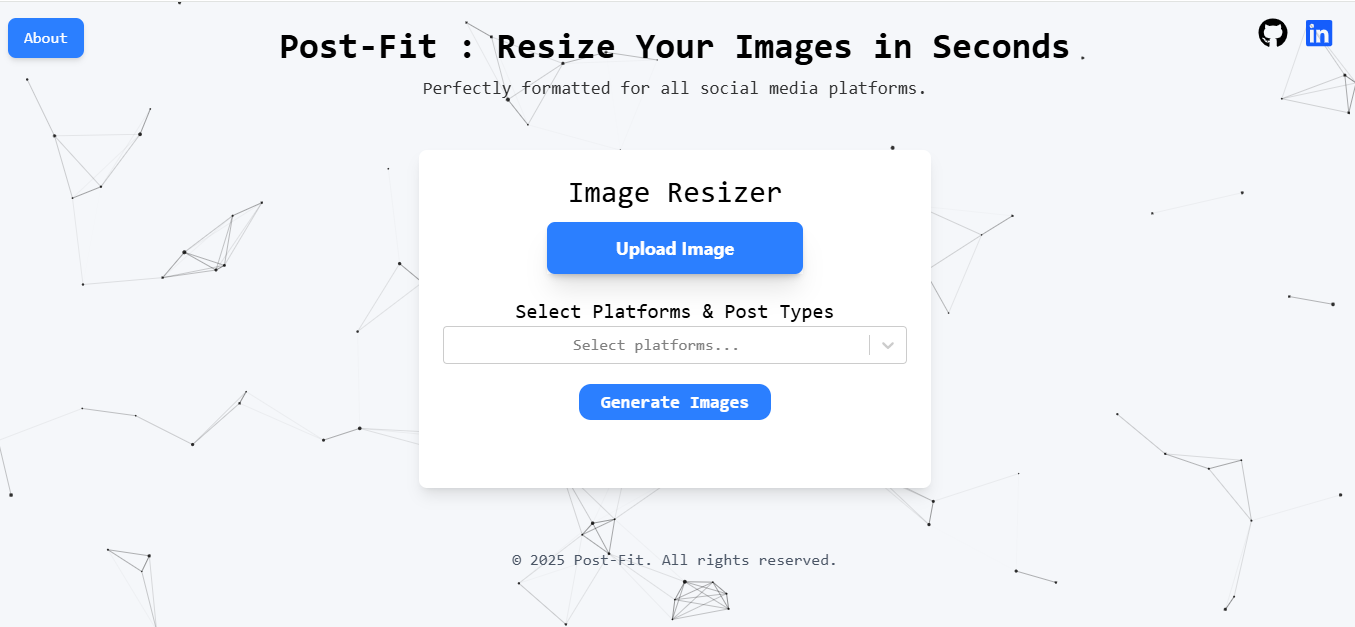 About
Post-Fit : Resize Your Images in Seconds
in
Perfectly formatted for all social media platforms.
Image Resizer
Upload Image
Select Platforms & Post Types
Select platforms...
Generate Images
© 2025 Post-Fit. All rights reserved.